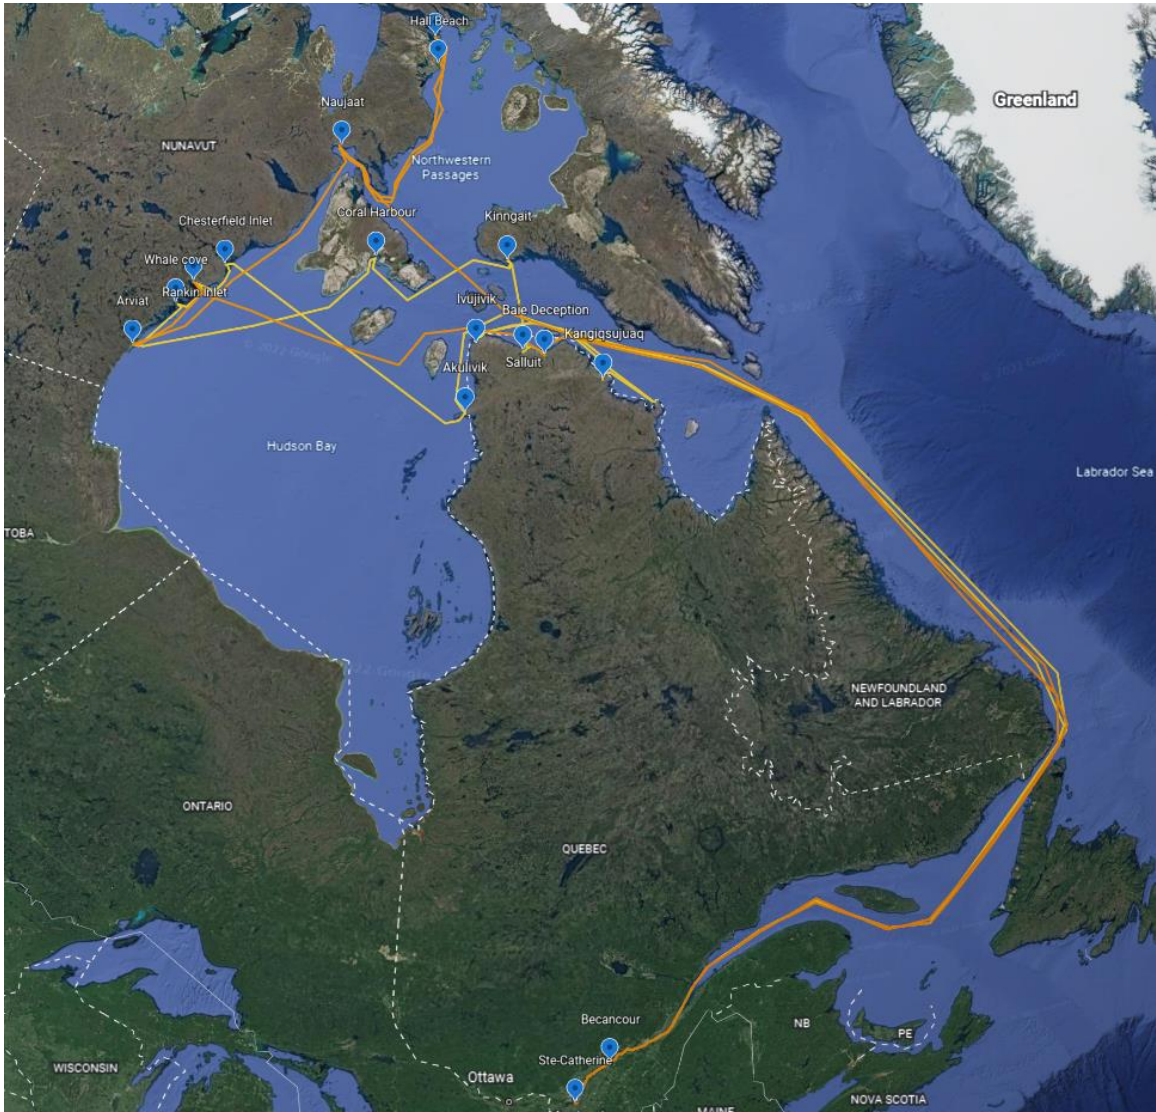 Hall Beach
Greenland
Naujaat
NUNAVUT
Northwestern
Passages
Coral Harbour
Kinngait
Chesterfield Inlet
Whale cove
Rankin Inlet
Arviat
Ivujivik
Baie Deception
Kangiqsujuaq
Salluit
Akulivik
Hudson Bay
Labrador Sea
TOBA
NEWFOUNDLAND
AND LABRADOR
ONTARIO
QUEBEC
Becancour
NB
PE
Ste-Catherine
WISCONSIN
Ottawa
MAINE
NOVA SCOTIA